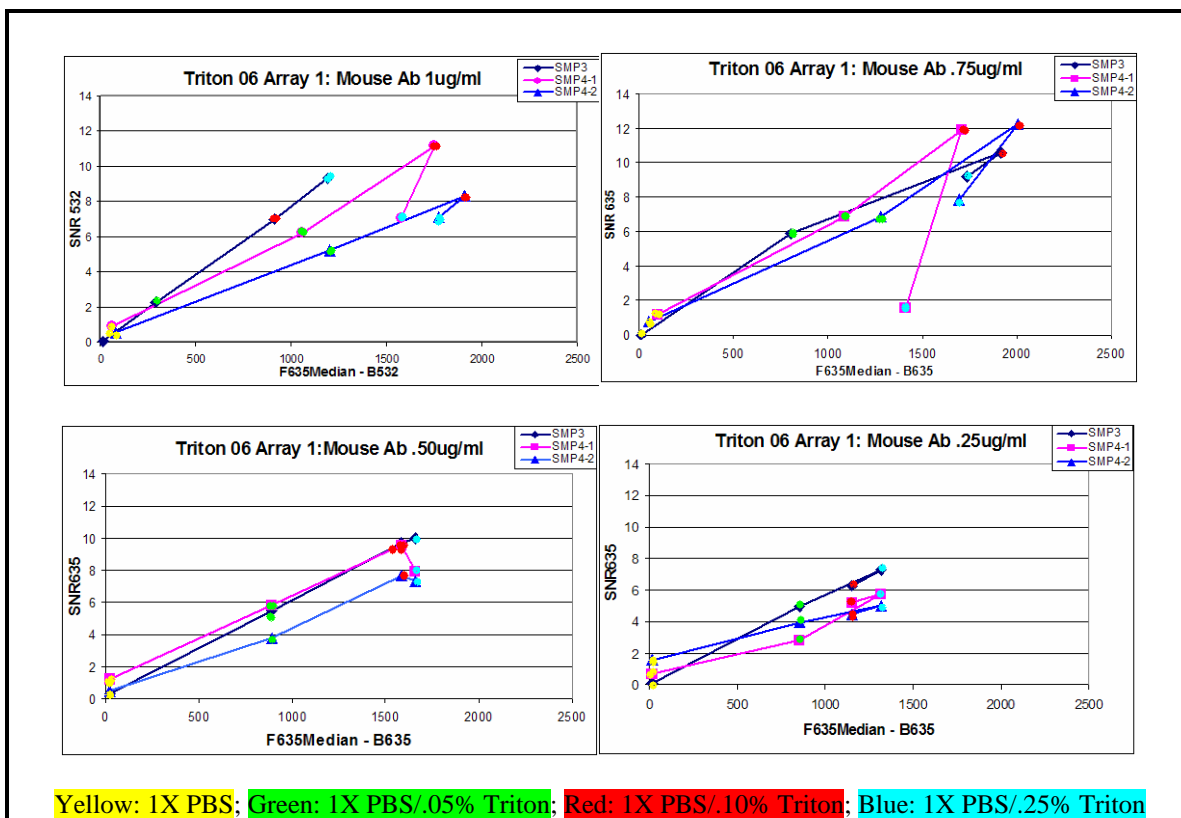 Triton 06 Array 1: Mouse Ab 1ug/ml
SMP3
SMP4-1
SMP4-2
14
12
10
8
6
4
2
0
SNR 532
0
500
1000
1500
2000
2500
F635Median - B532
Triton 06 Array 1: Mouse Ab .75ug/ml
SMP3
SMP4-1
SMP4-2
14
12
10
8
6
4
2
0
SNR 635
0
500
1000
1500
2000
2500
F635Median - B635
Triton 06 Array 1:Mouse Ab .50ug/ml
SMP3
SMP4-1
SMP4-2
14
12
10
8
6
4
2
0
SNR635
0
500
1000
1500
2000
2500
F635Median - B635
Triton 06 Array 1: Mouse Ab .25ug/ml
SMP3
SMP4-1
SMP4-2
14
12
10
8
6
4
2
0
SNR635
0
500
1000
1500
2000
2500
F635Median - B635
Yellow: 1X PBS; Green: 1X PBS/.05% Triton; Red: 1X PBS/.10% Triton; Blue: 1X PBS/.25% Triton